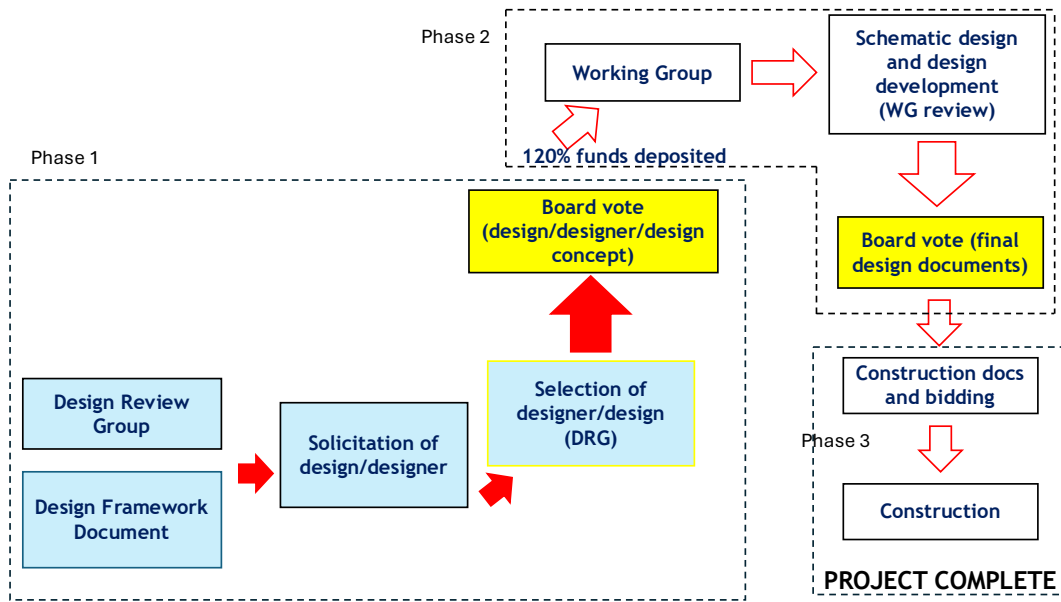 Phase 1
Design Review
Group
Design Framework
Document
Solicitation of
design/designer
Selection of
designer/design
(DRG)
Board vote
(design/designer/design
concept)
Phase 2
120% funds deposited
Working Group
Schematic design
and design
development
(WG review)
Board vote (final
design documents)
Phase 3
Construction docs
and bidding
Construction
PROJECT COMPLETE